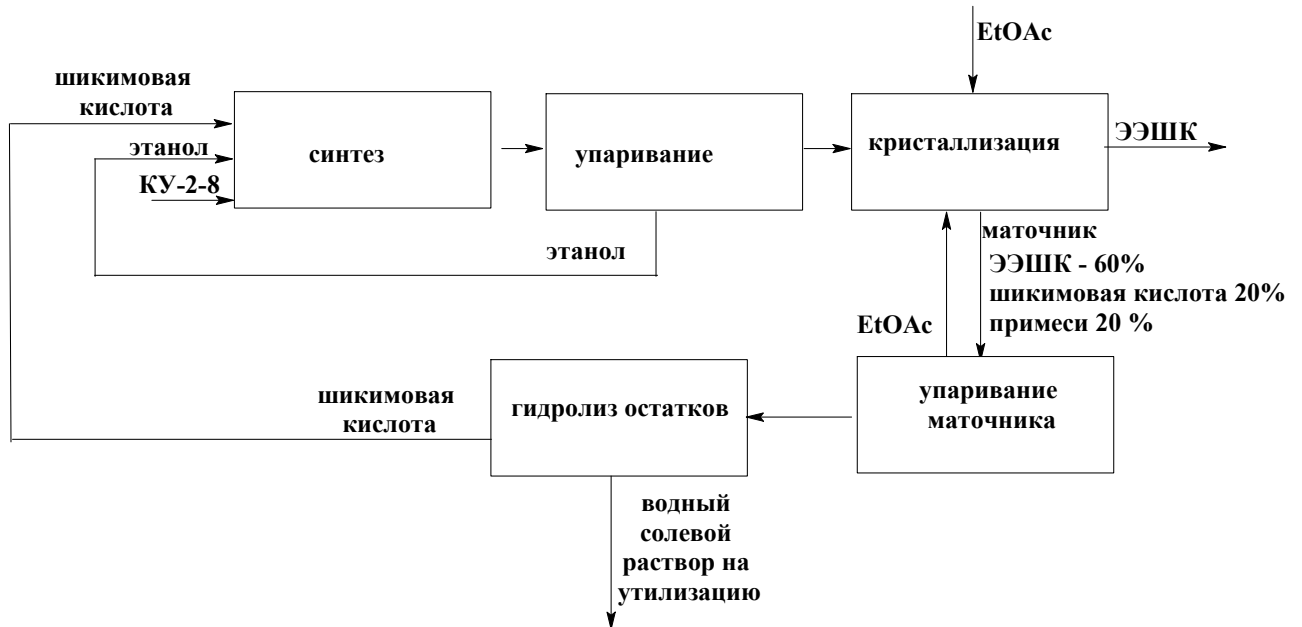 EtOAc
шикимовая
кислота
этанол
КУ-2-8
синтез
упаривание
кристаллизация
ЭЭШК
этанол
маточник
ЭЭШК - 60%
шикимовая кислота 20%
примеси 20 %
EtOAc
шикимовая
кислота
гидролиз остатков
упаривание
маточника
водный
солевой
раствор на
утилизацию